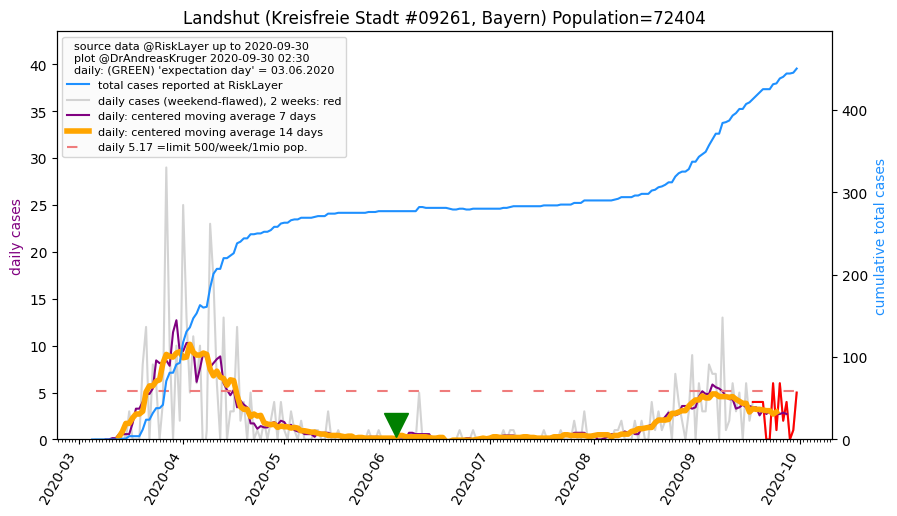 Landshut (Kreisfreie Stadt #09261, Bayern) Population=72404
source data @RiskLayer up to 2020-09-30
plot @DrAndreasKruger 2020-09-30 02:30
daily: (GREEN) 'expectation day' = 03.06.2020
total cases reported at RiskLayer
daily cases (weekend-flawed), 2 weeks: red
daily: centered moving average 7 days
daily: centered moving average 14 days
daily 5.17 =limit 500/week/1mio pop.
daily cases
40
35
30
25
20
15
10
5
0
cumulative total cases
400
300
200
100
0
2020-03
2020-04
2020-05
2020-06
2020-07
2020-08
2020-09
2020-10